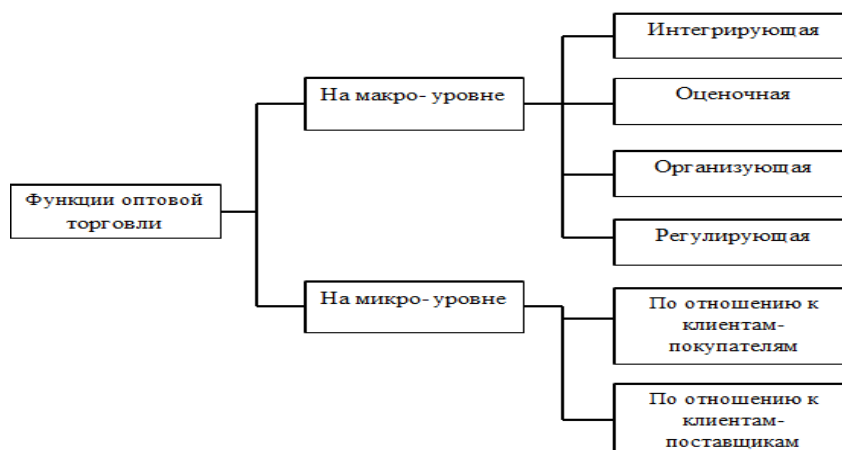 Функции оптовой
торговли
На макро- уровне
Интегрирующая
Оценочная
Организующая
Регулирующая
На микро- уровне
По отношению к
клиентам-
покупателям
По отношению к
клиентам-
поставщикам